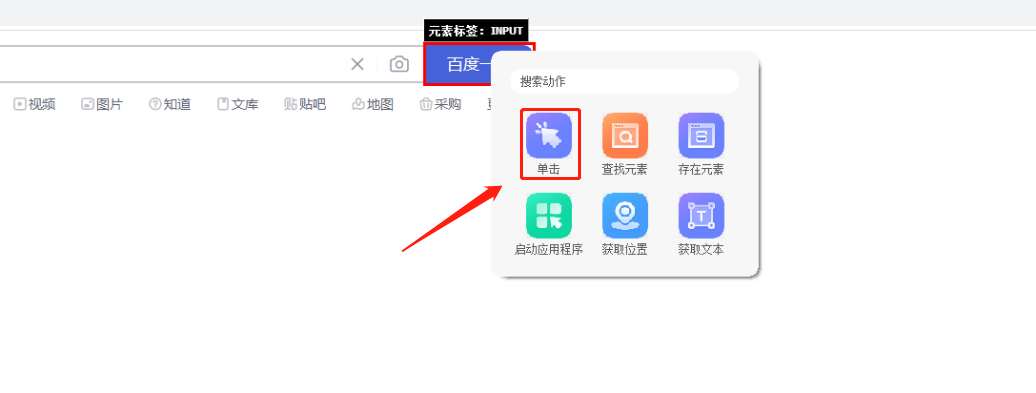 元素标签：INPUT
百度一
搜索动作
视频 图片 知道 文库 贴吧 地图 采购
单击 查找元素 存在元素
启动应用程序 获取位置 获取文本